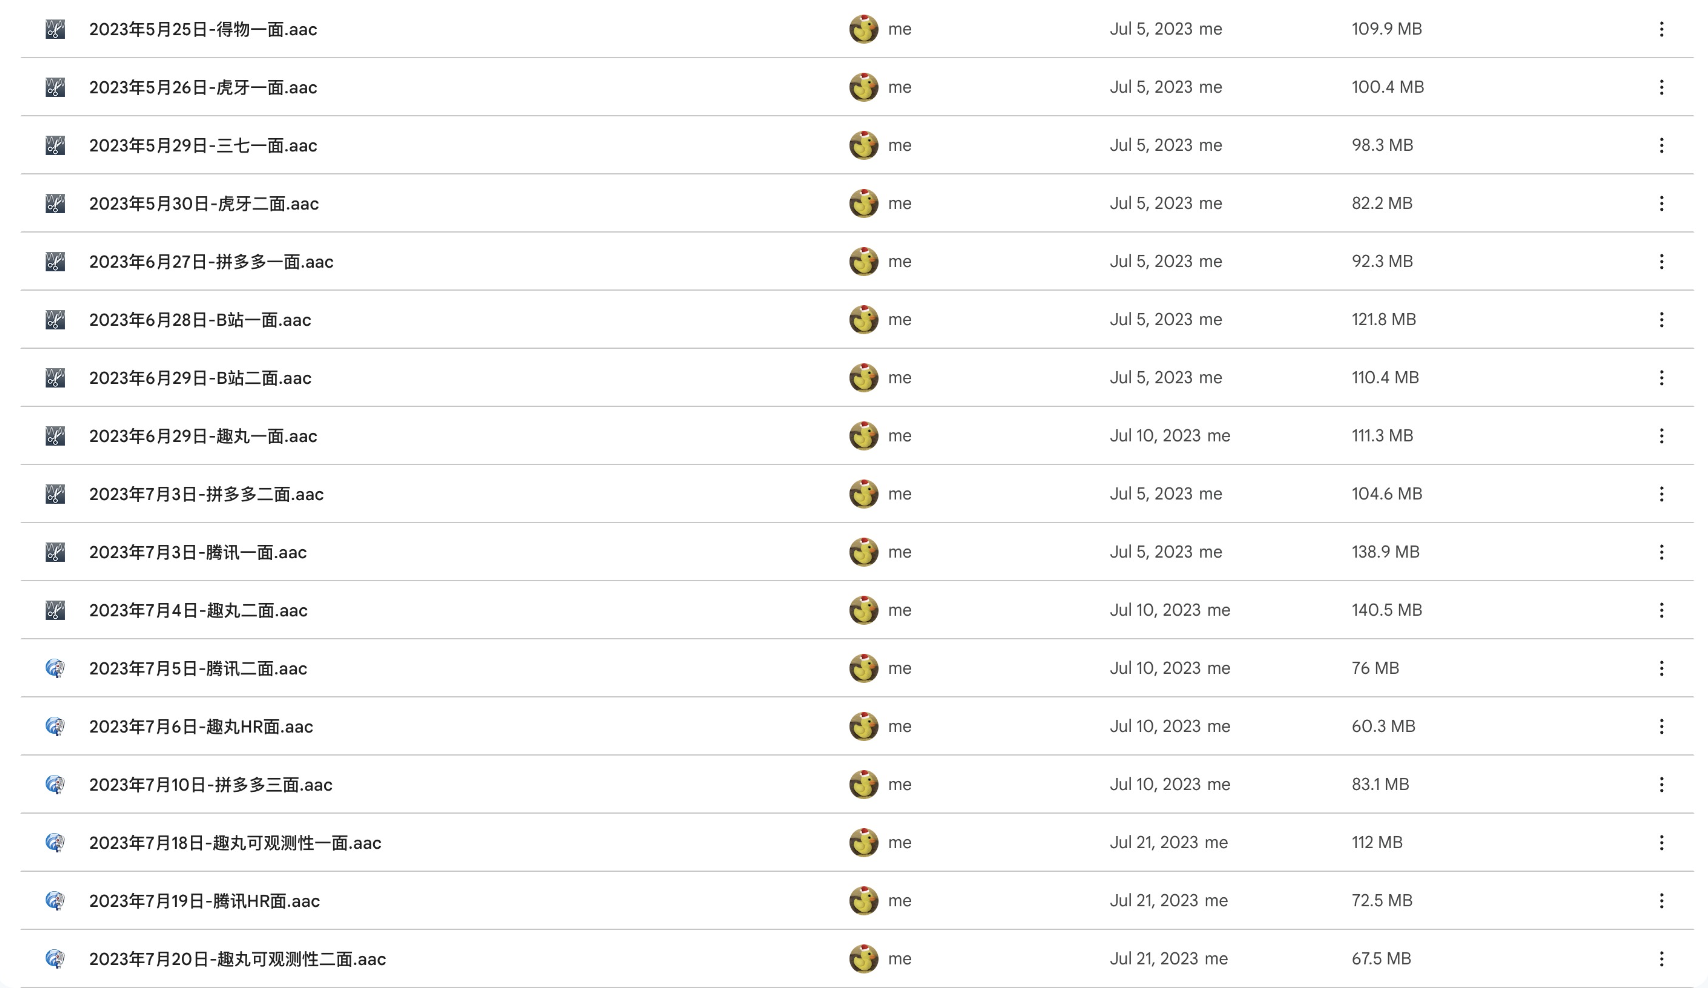 2023年5月25日-得物一面.aac me Jul 5, 2023 me 109.9 MB
2023年5月26日-虎牙一面.aac me Jul 5, 2023 me 100.4 MB
2023年5月29日-三七一面.aac me Jul 5, 2023 me 98.3 MB
2023年5月30日-虎牙二面.aac me Jul 5, 2023 me 82.2 MB
2023年6月27日-拼多多一面.aac me Jul 5, 2023 me 92.3 MB
2023年6月28日-B站一面.aac me Jul 5, 2023 me 121.8 MB
2023年6月29日-B站二面.aac me Jul 5, 2023 me 110.4 MB
2023年6月29日-趣丸一面.aac me Jul 10, 2023 me 111.3 MB
2023年7月3日-拼多多二面.aac me Jul 5, 2023 me 104.6 MB
2023年7月3日-腾讯一面.aac me Jul 5, 2023 me 138.9 MB
2023年7月4日-趣丸二面.aac me Jul 10, 2023 me 140.5 MB
2023年7月5日-腾讯二面.aac me Jul 10, 2023 me 76 MB
2023年7月6日-趣丸HR面.aac me Jul 10, 2023 me 60.3 MB
2023年7月10日-拼多多三面.aac me Jul 10, 2023 me 83.1 MB
2023年7月18日-趣丸可观测性一面.aac me Jul 21, 2023 me 112 MB
2023年7月19日-腾讯HR面.aac me Jul 21, 2023 me 72.5 MB
2023年7月20日-趣丸可观测性二面.aac me Jul 21, 2023 me 67.5 MB